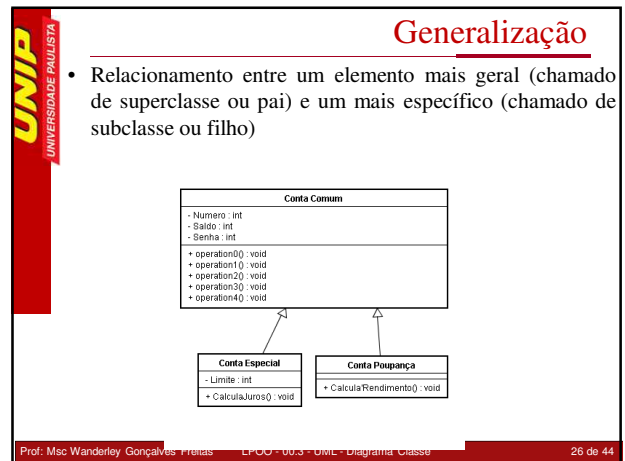 UNIP
UNIVERSIDADE PAULISTA
Generalização
• Relacionamento entre um elemento mais geral (chamado
de superclasse ou pai) e um mais específico (chamado de
subclasse ou filho)
Conta Comum
- Numero : int
- Saldo : int
- Senha : int
+ operation0() : void
+ operation1() : void
+ operation2() : void
+ operation3() : void
+ operation4() : void
Conta Especial
- Limite : int
+ CalculaJuros() : void
Conta Poupança
+ Calcula'Rendimento() : void
Prof: Msc Wanderley Gonçalves Freitas LPOO - 00.3 - UML - Diagrama Classe 26 de 44